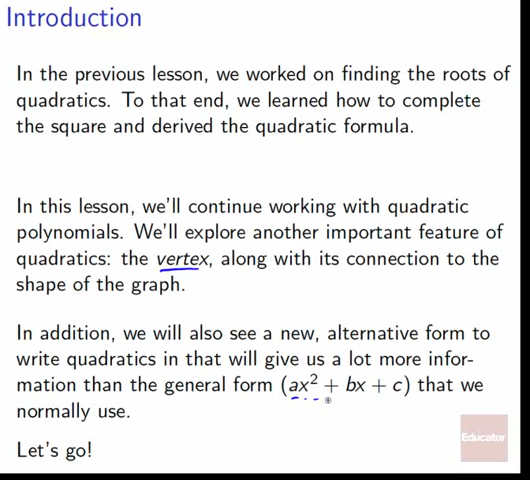 Introduction
In the previous lesson, we worked on finding the roots of
quadratics. To that end, we learned how to complete
the square and derived the quadratic formula.
In this lesson, we'll continue working with quadratic
polynomials. We'll explore another important feature of
quadratics: the vertex, along with its connection to the
shape of the graph.
In addition, we will also see a new, alternative form to
write quadratics in that will give us a lot more infor-
mation than the general form (ax² + bx + c) that we
normally use.
Let's go!
Educator